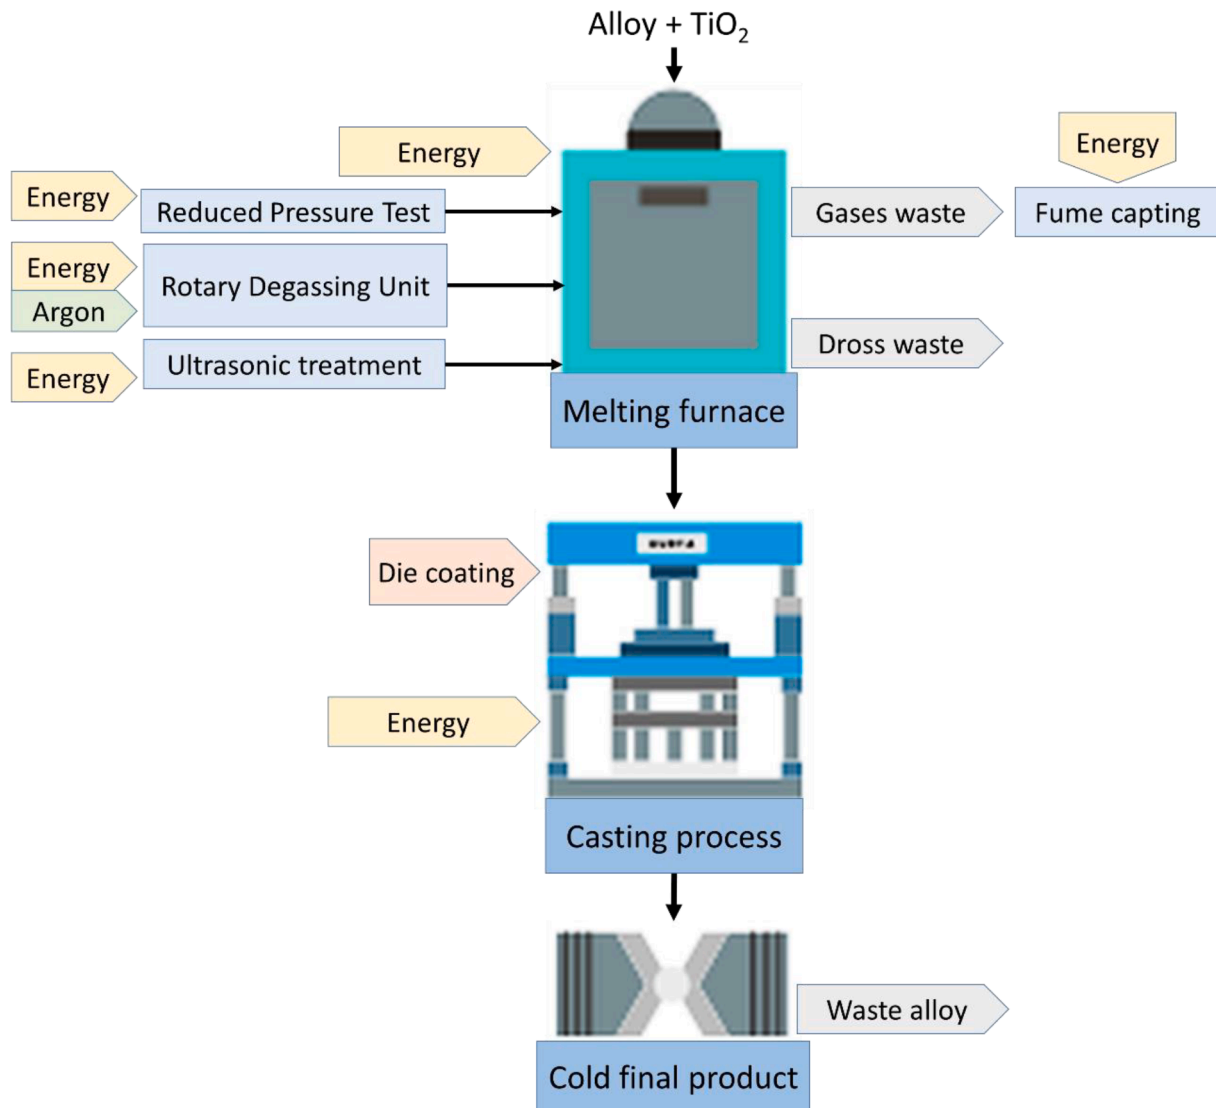 Alloy + TiO₂
Energy
Energy
Energy
Reduced Pressure Test
Gases waste
Fume capting
Energy
Argon
Rotary Degassing Unit
Energy
Ultrasonic treatment
Dross waste
Melting furnace
Die coating
Energy
Casting process
Waste alloy
Cold final product